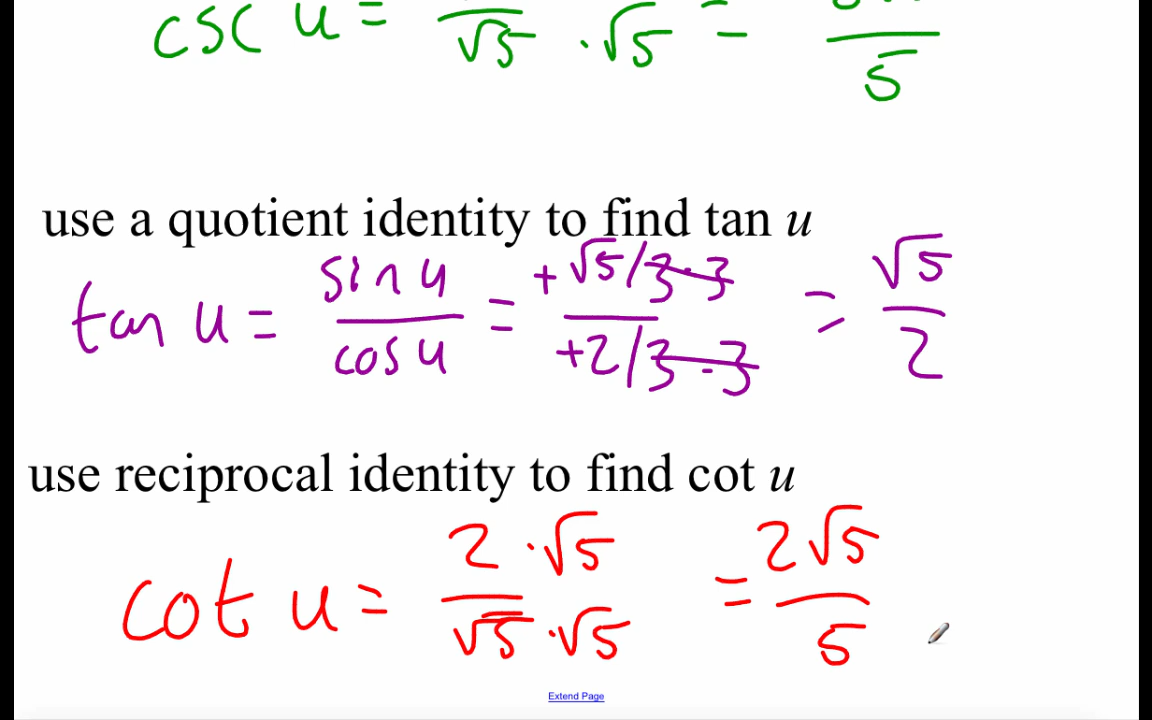 csc u = /√5 · √5 = /5
use a quotient identity to find tan u
tan u = sin u/cos u = +√5/3·3 / +2/3·3 = √5/2
use reciprocal identity to find cot u
cot u = 2·√5/√5·√5 = 2√5/5
Extend Page